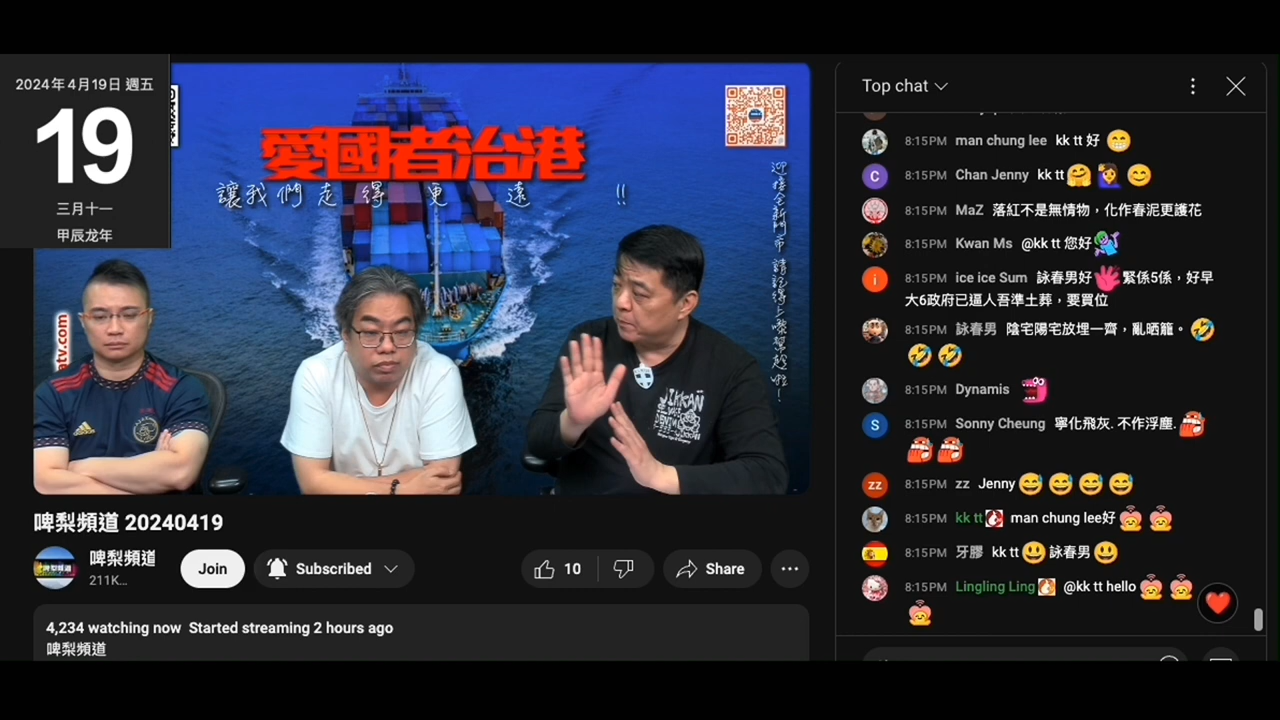 2024年4月19日 週五
19
三月十一
甲辰龙年
愛國者治港
讓我們走得更遠!!
atv.com
JIKKAN
啤梨頻道 20240419
啤梨頻道
211K...
Join
Subscribed
10
Share
4,234 watching now Started streaming 2 hours ago
啤梨頻道
Top chat
8:15PM man chung lee kk tt 好
C
8:15PM Chan Jenny kk tt
8:15PM MaZ 落紅不是無情物，化作春泥更護花
8:15PM Kwan Ms @kk tt 您好
i
8:15PM ice ice Sum 詠春男好 緊係5係，好早
大6政府已逼人吾準土葬，要買位
8:15PM 詠春男 陰宅陽宅放埋一齊，亂晒籠。
8:15PM Dynamis
S
8:15PM Sonny Cheung 寧化飛灰. 不作浮塵.
zz
8:15PM zz Jenny
8:15PM kk tt man chung lee好
8:15PM 牙膠 kk tt 詠春男
8:15PM Lingling Ling @kk tt hello